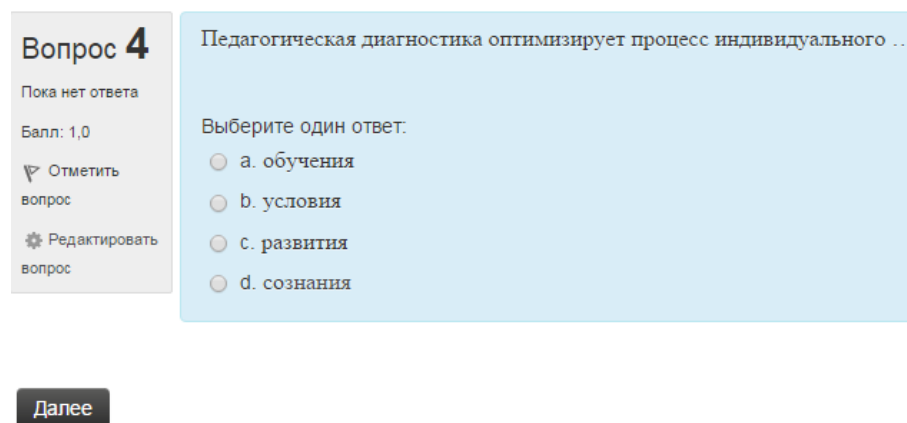 Вопрос 4
Пока нет ответа
Балл: 1,0
Отметить
вопрос
Редактировать
вопрос
Педагогическая диагностика оптимизирует процесс индивидуального ...
Выберите один ответ:
a. обучения
b. условия
c. развития
d. сознания
Далее